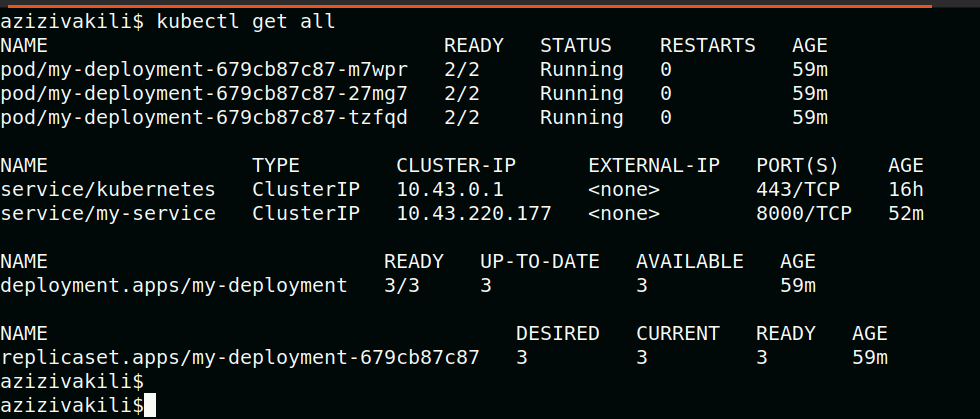 azizivakili$ kubectl get all
NAME                                 READY   STATUS    RESTARTS   AGE
pod/my-deployment-679cb87c87-m7wpr   2/2     Running   0          59m
pod/my-deployment-679cb87c87-27mg7   2/2     Running   0          59m
pod/my-deployment-679cb87c87-tzfqd   2/2     Running   0          59m

NAME                 TYPE        CLUSTER-IP      EXTERNAL-IP   PORT(S)    AGE
service/kubernetes   ClusterIP   10.43.0.1       <none>        443/TCP    16h
service/my-service   ClusterIP   10.43.220.177   <none>        8000/TCP   52m

NAME                            READY   UP-TO-DATE   AVAILABLE   AGE
deployment.apps/my-deployment   3/3     3            3           59m

NAME                                       DESIRED   CURRENT   READY   AGE
replicaset.apps/my-deployment-679cb87c87   3         3         3       59m
azizivakili$
azizivakili$